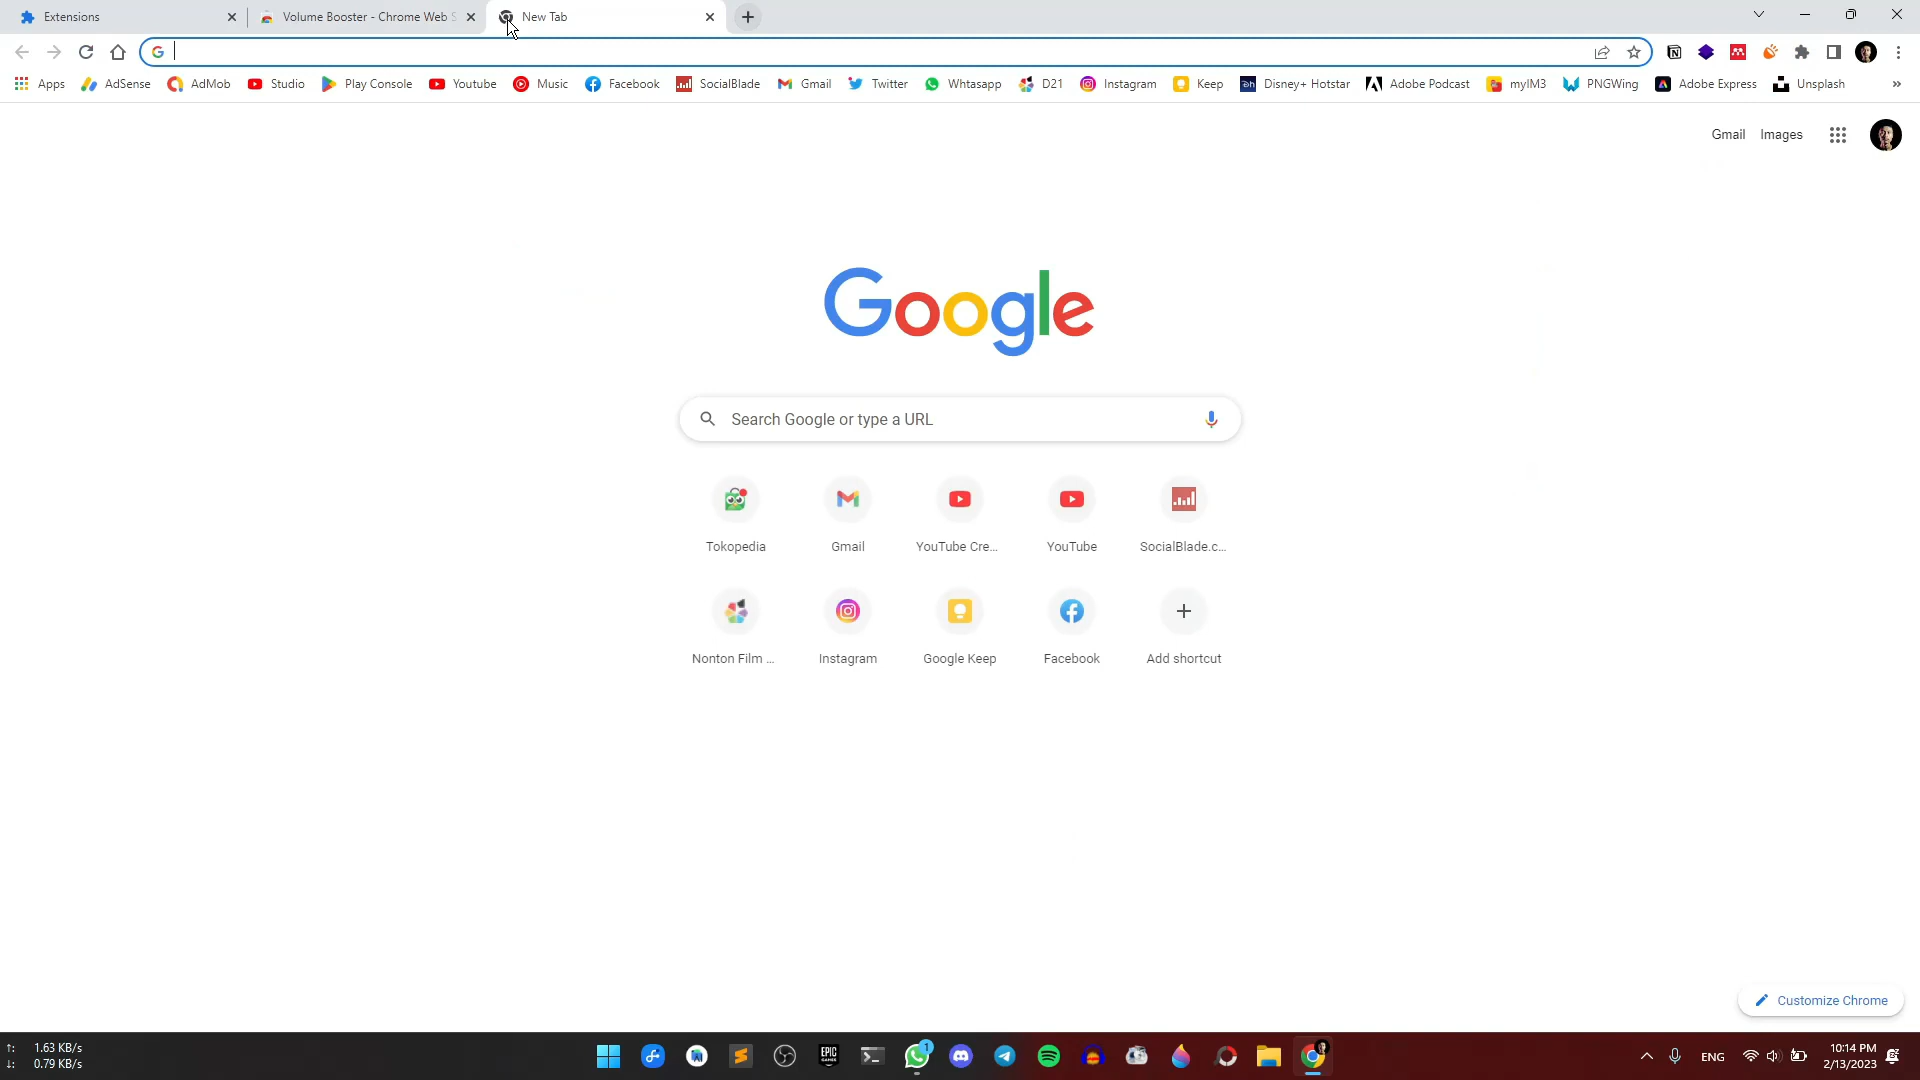 Extensions
Volume Booster - Chrome Web S
New Tab
Apps AdSense AdMob Studio Play Console Youtube Music Facebook SocialBlade Gmail Twitter Whtasapp D21 Instagram Keep Disney+ Hotstar Adobe Podcast myIM3 PNGWing Adobe Express Unsplash »
Gmail Images
Google
Search Google or type a URL
Tokopedia Gmail YouTube Cre... YouTube SocialBlade.c...
Nonton Film ... Instagram Google Keep Facebook Add shortcut
Customize Chrome
↑: 1.63 KB/s
↓: 0.79 KB/s
EPIC
GAMES
1
ENG
10:14 PM
2/13/2023